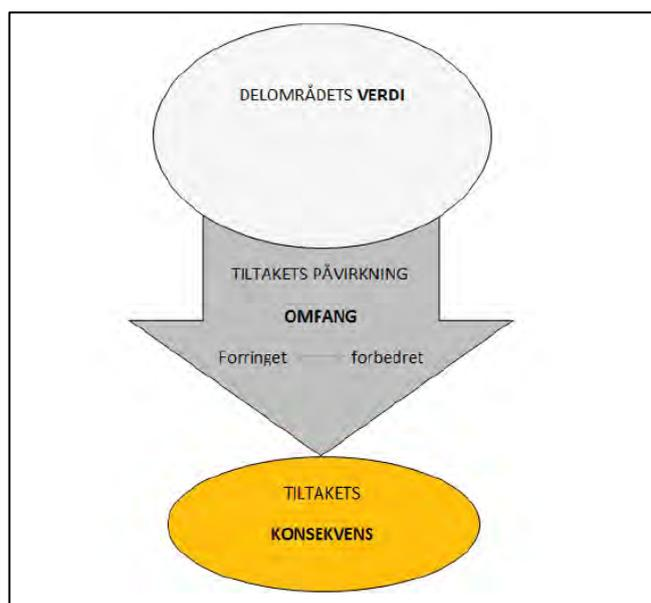 DELOMRÅDETS VERDI
TILTAKETS PÅVIRKNING
OMFANG
Forringet forbedret
TILTAKETS
KONSEKVENS